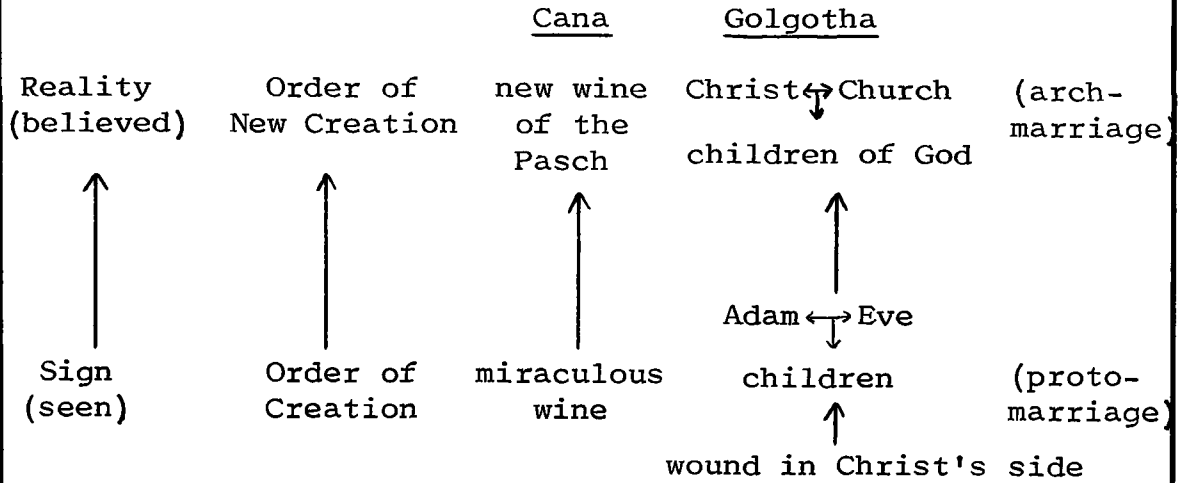 Cana Golgotha
Reality Order of new wine Christ↔Church (arch-
(believed) New Creation of the marriage)
Pasch children of God
Adam↔Eve
Sign Order of miraculous children (proto-
(seen) Creation wine marriage)
wound in Christ's side